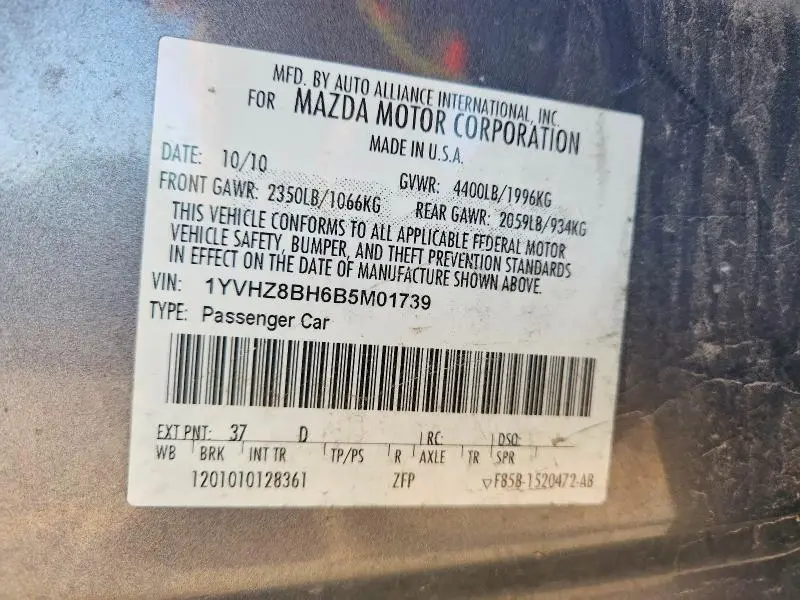 MFD. BY AUTO ALLIANCE INTERNATIONAL, INC.
FOR MAZDA MOTOR CORPORATION
MADE IN U.S.A.
DATE: 10/10 GVWR: 4400LB/1996KG
FRONT GAWR: 2350LB/1066KG REAR GAWR: 2059LB/934KG
THIS VEHICLE CONFORMS TO ALL APPLICABLE FEDERAL MOTOR
VEHICLE SAFETY, BUMPER, AND THEFT PREVENTION STANDARDS
IN EFFECT ON THE DATE OF MANUFACTURE SHOWN ABOVE.
VIN: 1YVHZ8BH6B5M01739
TYPE: Passenger Car
EXT PNT: 37 D RC: DSO:
WB BRK INT TR TP/PS R AXLE TR SPR
1201010128361 ZFP F85B-1520472-AB